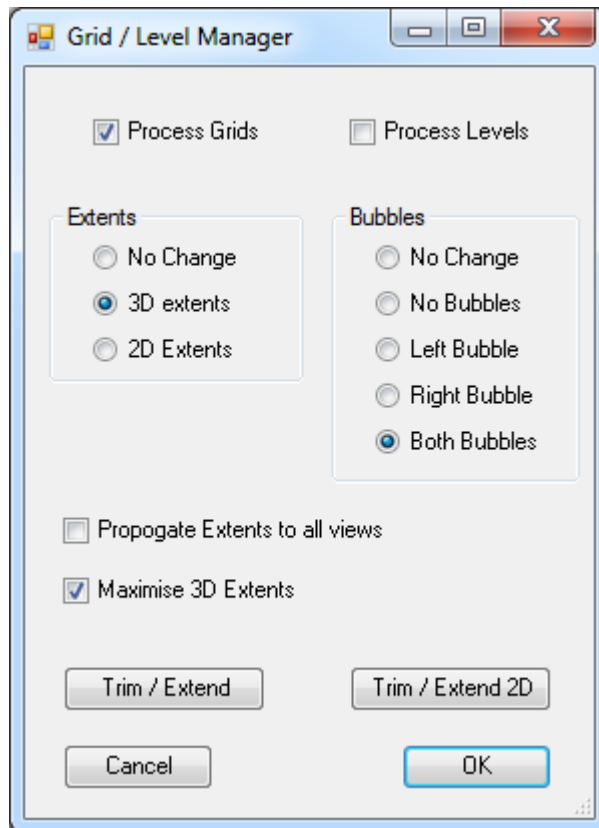 Grid / Level Manager
Process Grids Process Levels
Extents Bubbles
No Change No Change
3D extents No Bubbles
2D Extents Left Bubble
Right Bubble
Both Bubbles
Propogate Extents to all views
Maximise 3D Extents
Trim / Extend Trim / Extend 2D
Cancel OK